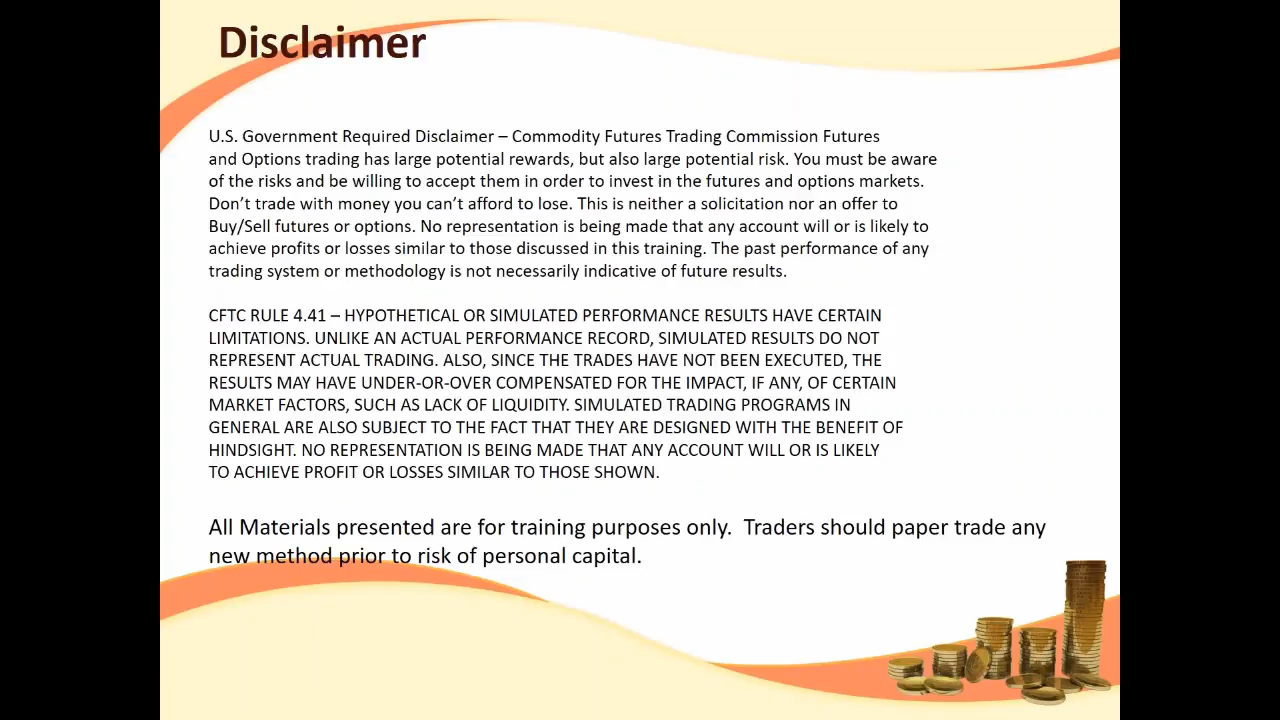 Disclaimer
U.S. Government Required Disclaimer – Commodity Futures Trading Commission Futures
and Options trading has large potential rewards, but also large potential risk. You must be aware
of the risks and be willing to accept them in order to invest in the futures and options markets.
Don’t trade with money you can’t afford to lose. This is neither a solicitation nor an offer to
Buy/Sell futures or options. No representation is being made that any account will or is likely to
achieve profits or losses similar to those discussed in this training. The past performance of any
trading system or methodology is not necessarily indicative of future results.
CFTC RULE 4.41 – HYPOTHETICAL OR SIMULATED PERFORMANCE RESULTS HAVE CERTAIN
LIMITATIONS. UNLIKE AN ACTUAL PERFORMANCE RECORD, SIMULATED RESULTS DO NOT
REPRESENT ACTUAL TRADING. ALSO, SINCE THE TRADES HAVE NOT BEEN EXECUTED, THE
RESULTS MAY HAVE UNDER-OR-OVER COMPENSATED FOR THE IMPACT, IF ANY, OF CERTAIN
MARKET FACTORS, SUCH AS LACK OF LIQUIDITY. SIMULATED TRADING PROGRAMS IN
GENERAL ARE ALSO SUBJECT TO THE FACT THAT THEY ARE DESIGNED WITH THE BENEFIT OF
HINDSIGHT. NO REPRESENTATION IS BEING MADE THAT ANY ACCOUNT WILL OR IS LIKELY
TO ACHIEVE PROFIT OR LOSSES SIMILAR TO THOSE SHOWN.
All Materials presented are for training purposes only.  Traders should paper trade any
new method prior to risk of personal capital.